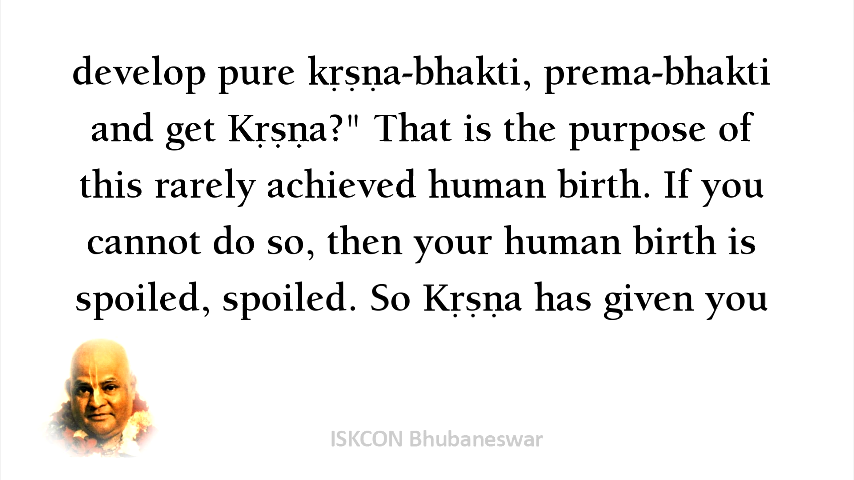 develop pure kṛṣṇa-bhakti, prema-bhakti
and get Kṛṣṇa?" That is the purpose of
this rarely achieved human birth. If you
cannot do so, then your human birth is
spoiled, spoiled. So Kṛṣṇa has given you
ISKCON Bhubaneswar